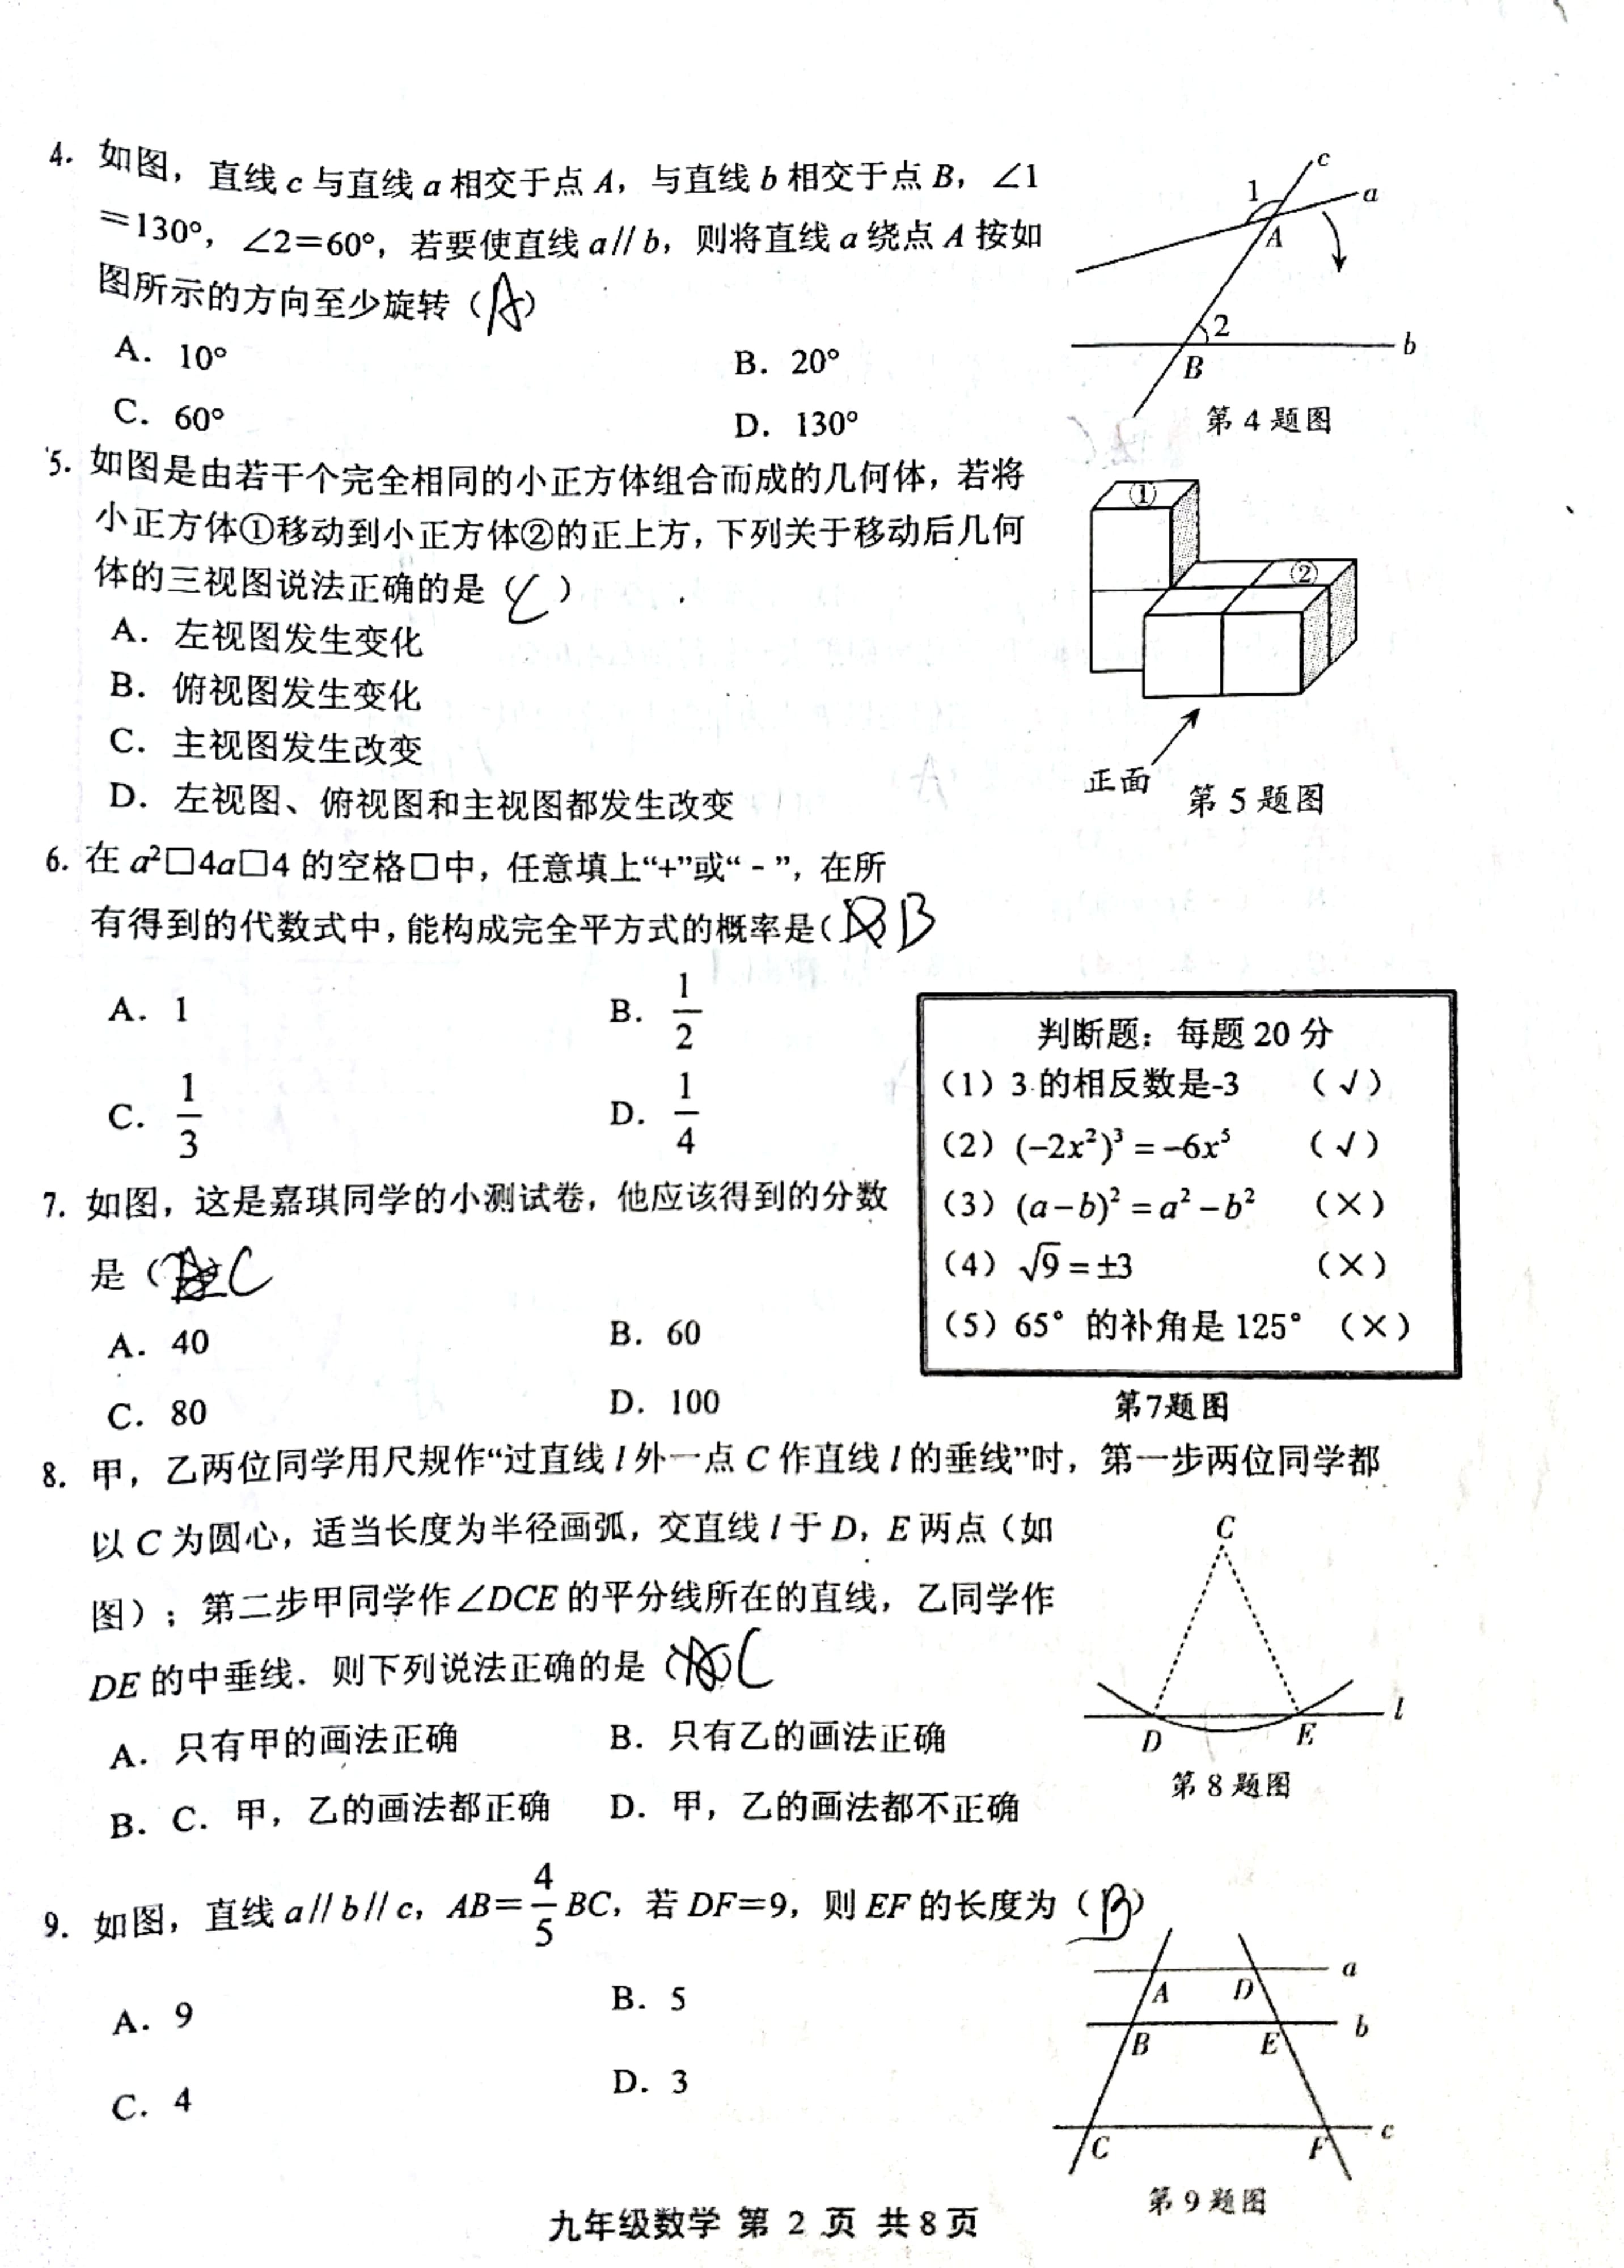 4. 如图，直线 c 与直线 a 相交于点 A，与直线 b 相交于点 B，∠1
=130°，∠2=60°，若要使直线 a∥b，则将直线 a 绕点 A 按如
图所示的方向至少旋转（A）
A. 10° B. 20°
C. 60° D. 130°
c
1
a
A
2
b
B
第 4 题图
5. 如图是由若干个完全相同的小正方体组合而成的几何体，若将
小正方体①移动到小正方体②的正上方，下列关于移动后几何
体的三视图说法正确的是（C）
A. 左视图发生变化
B. 俯视图发生变化
C. 主视图发生改变
D. 左视图、俯视图和主视图都发生改变
①
②
正面
第 5 题图
6. 在 a²□4a□4 的空格□中，任意填上“+”或“-”，在所
有得到的代数式中，能构成完全平方式的概率是( B
A. 1 B. 1/2
C. 1/3 D. 1/4
7. 如图，这是嘉琪同学的小测试卷，他应该得到的分数
是（ C
A. 40 B. 60
C. 80 D. 100
判断题：每题 20 分
（1）3 的相反数是-3 （√）
（2）(-2x²)³ = -6x⁵ （√）
（3）(a-b)² = a² - b² （×）
（4）√9 = ±3 （×）
（5）65° 的补角是 125° （×）
第7题图
8. 甲，乙两位同学用尺规作“过直线 l 外一点 C 作直线 l 的垂线”时，第一步两位同学都
以 C 为圆心，适当长度为半径画弧，交直线 l 于 D，E 两点（如
图）；第二步甲同学作∠DCE 的平分线所在的直线，乙同学作
DE 的中垂线．则下列说法正确的是（ ）C
A. 只有甲的画法正确 B. 只有乙的画法正确
B. C. 甲，乙的画法都正确 D. 甲，乙的画法都不正确
C
D
E
l
第 8 题图
9. 如图，直线 a∥b∥c，AB=4/5 BC，若 DF=9，则 EF 的长度为（B）
A. 9 B. 5
C. 4 D. 3
a
A
D
b
B
E
c
C
F
第 9 题图
九年级数学 第 2 页 共 8 页